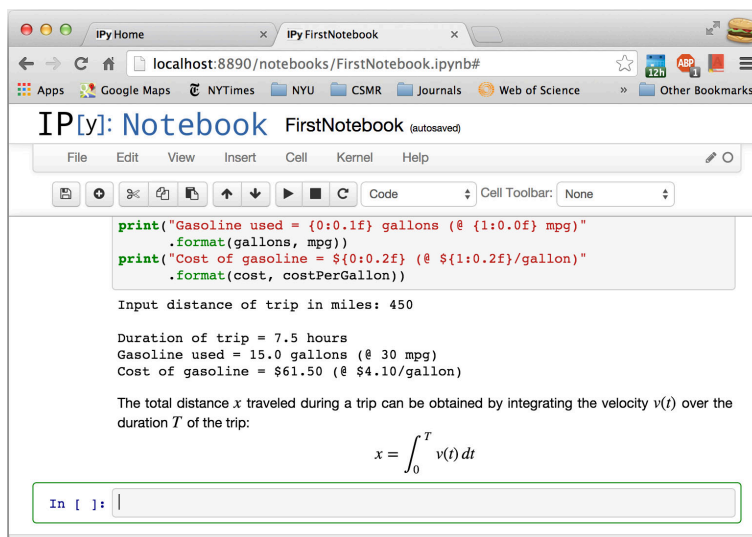 IPy Home × IPy FirstNotebook ×
localhost:8890/notebooks/FirstNotebook.ipynb#
12h ABP 1
Apps Google Maps NYTimes NYU CSMR Journals Web of Science » Other Bookmarks
IP[y]: Notebook FirstNotebook (autosaved)
File Edit View Insert Cell Kernel Help
Code Cell Toolbar: None
print("Gasoline used = {0:0.1f} gallons (@ {1:0.0f} mpg)"
.format(gallons, mpg))
print("Cost of gasoline = ${0:0.2f} (@ ${1:0.2f}/gallon)"
.format(cost, costPerGallon))
Input distance of trip in miles: 450
Duration of trip = 7.5 hours
Gasoline used = 15.0 gallons (@ 30 mpg)
Cost of gasoline = $61.50 (@ $4.10/gallon)
The total distance x traveled during a trip can be obtained by integrating the velocity v(t) over the
duration T of the trip:
x = ∫₀ᵀ v(t) dt
In [ ]: